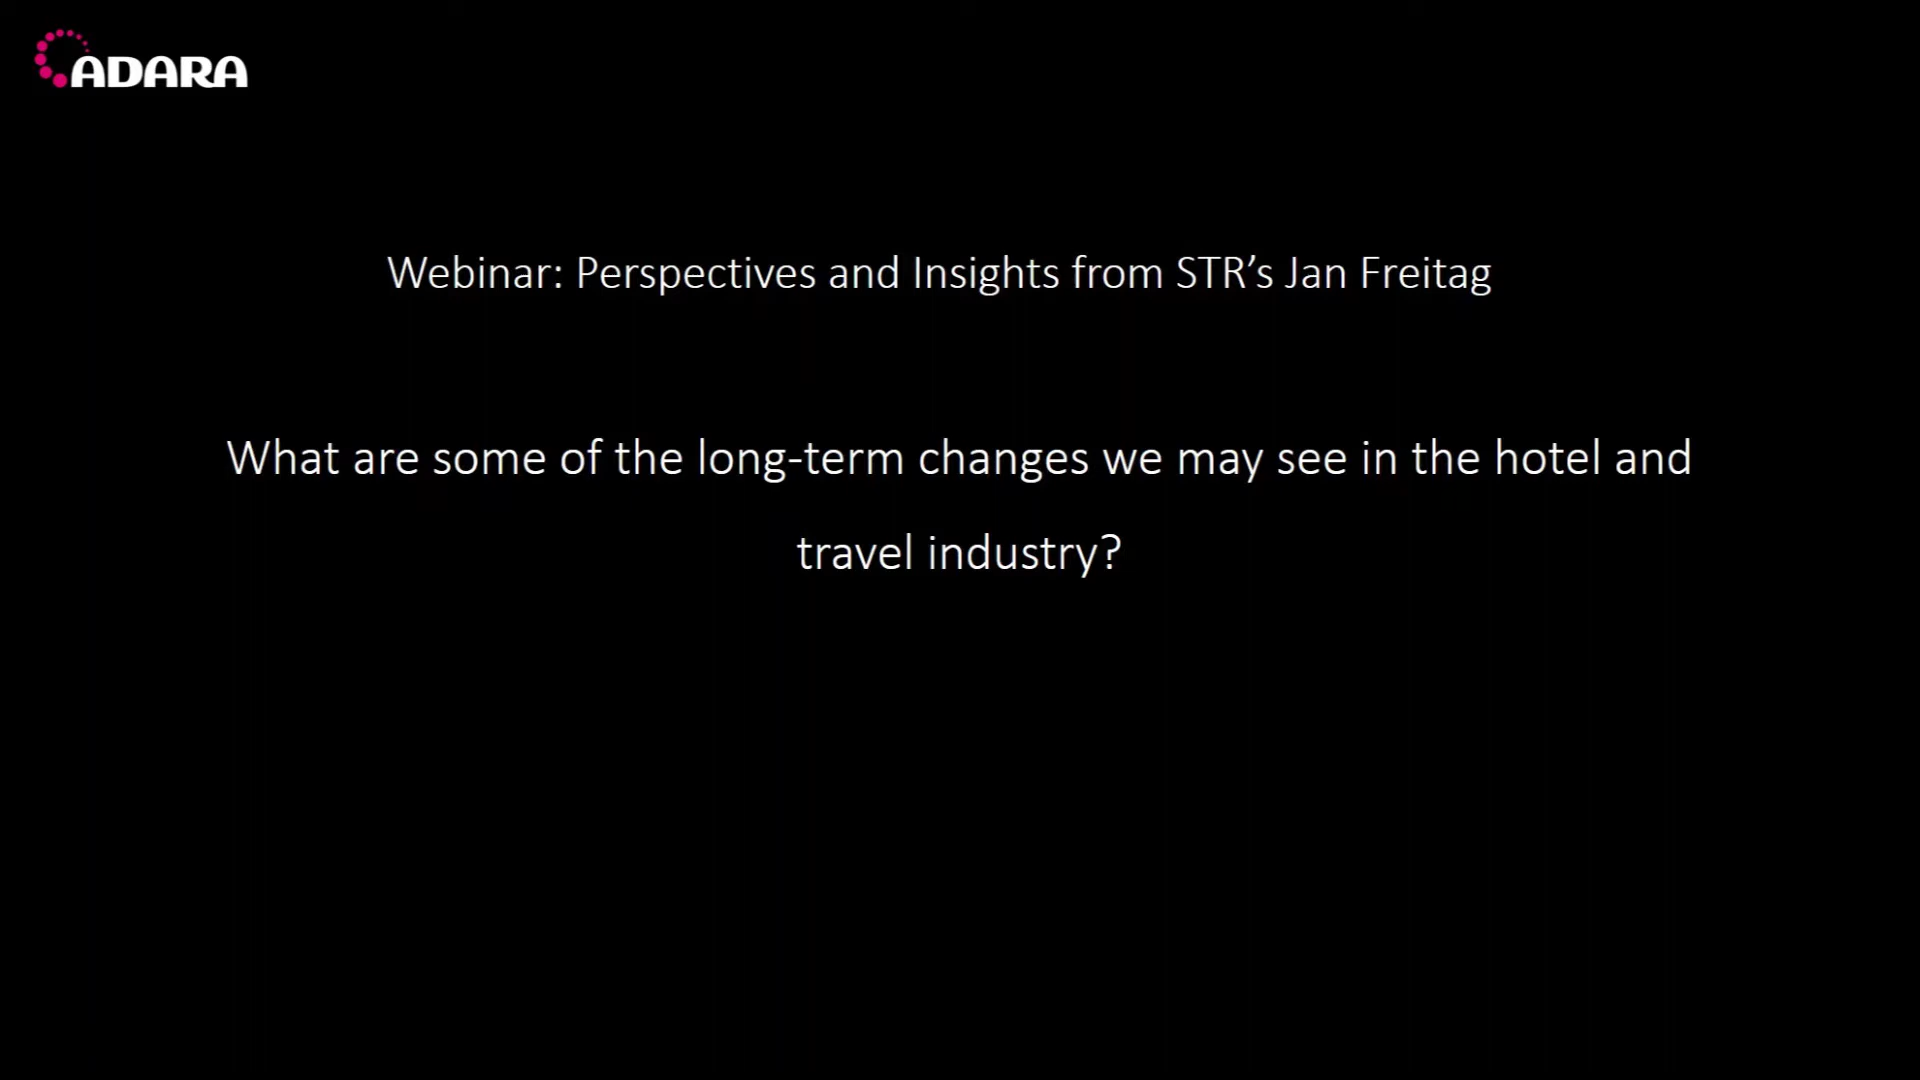 ADARA
Webinar: Perspectives and Insights from STR’s Jan Freitag
What are some of the long-term changes we may see in the hotel and
travel industry?